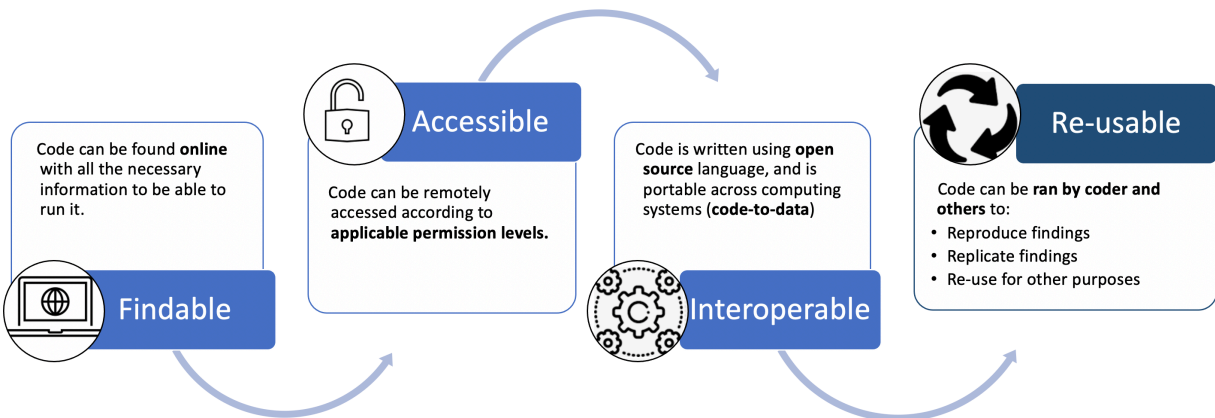 Code can be found online
with all the necessary
information to be able to
run it.
Findable
Accessible
Code can be remotely
accessed according to
applicable permission levels.
Code is written using open
source language, and is
portable across computing
systems (code-to-data)
Interoperable
Re-usable
Code can be ran by coder and
others to:
• Reproduce findings
• Replicate findings
• Re-use for other purposes